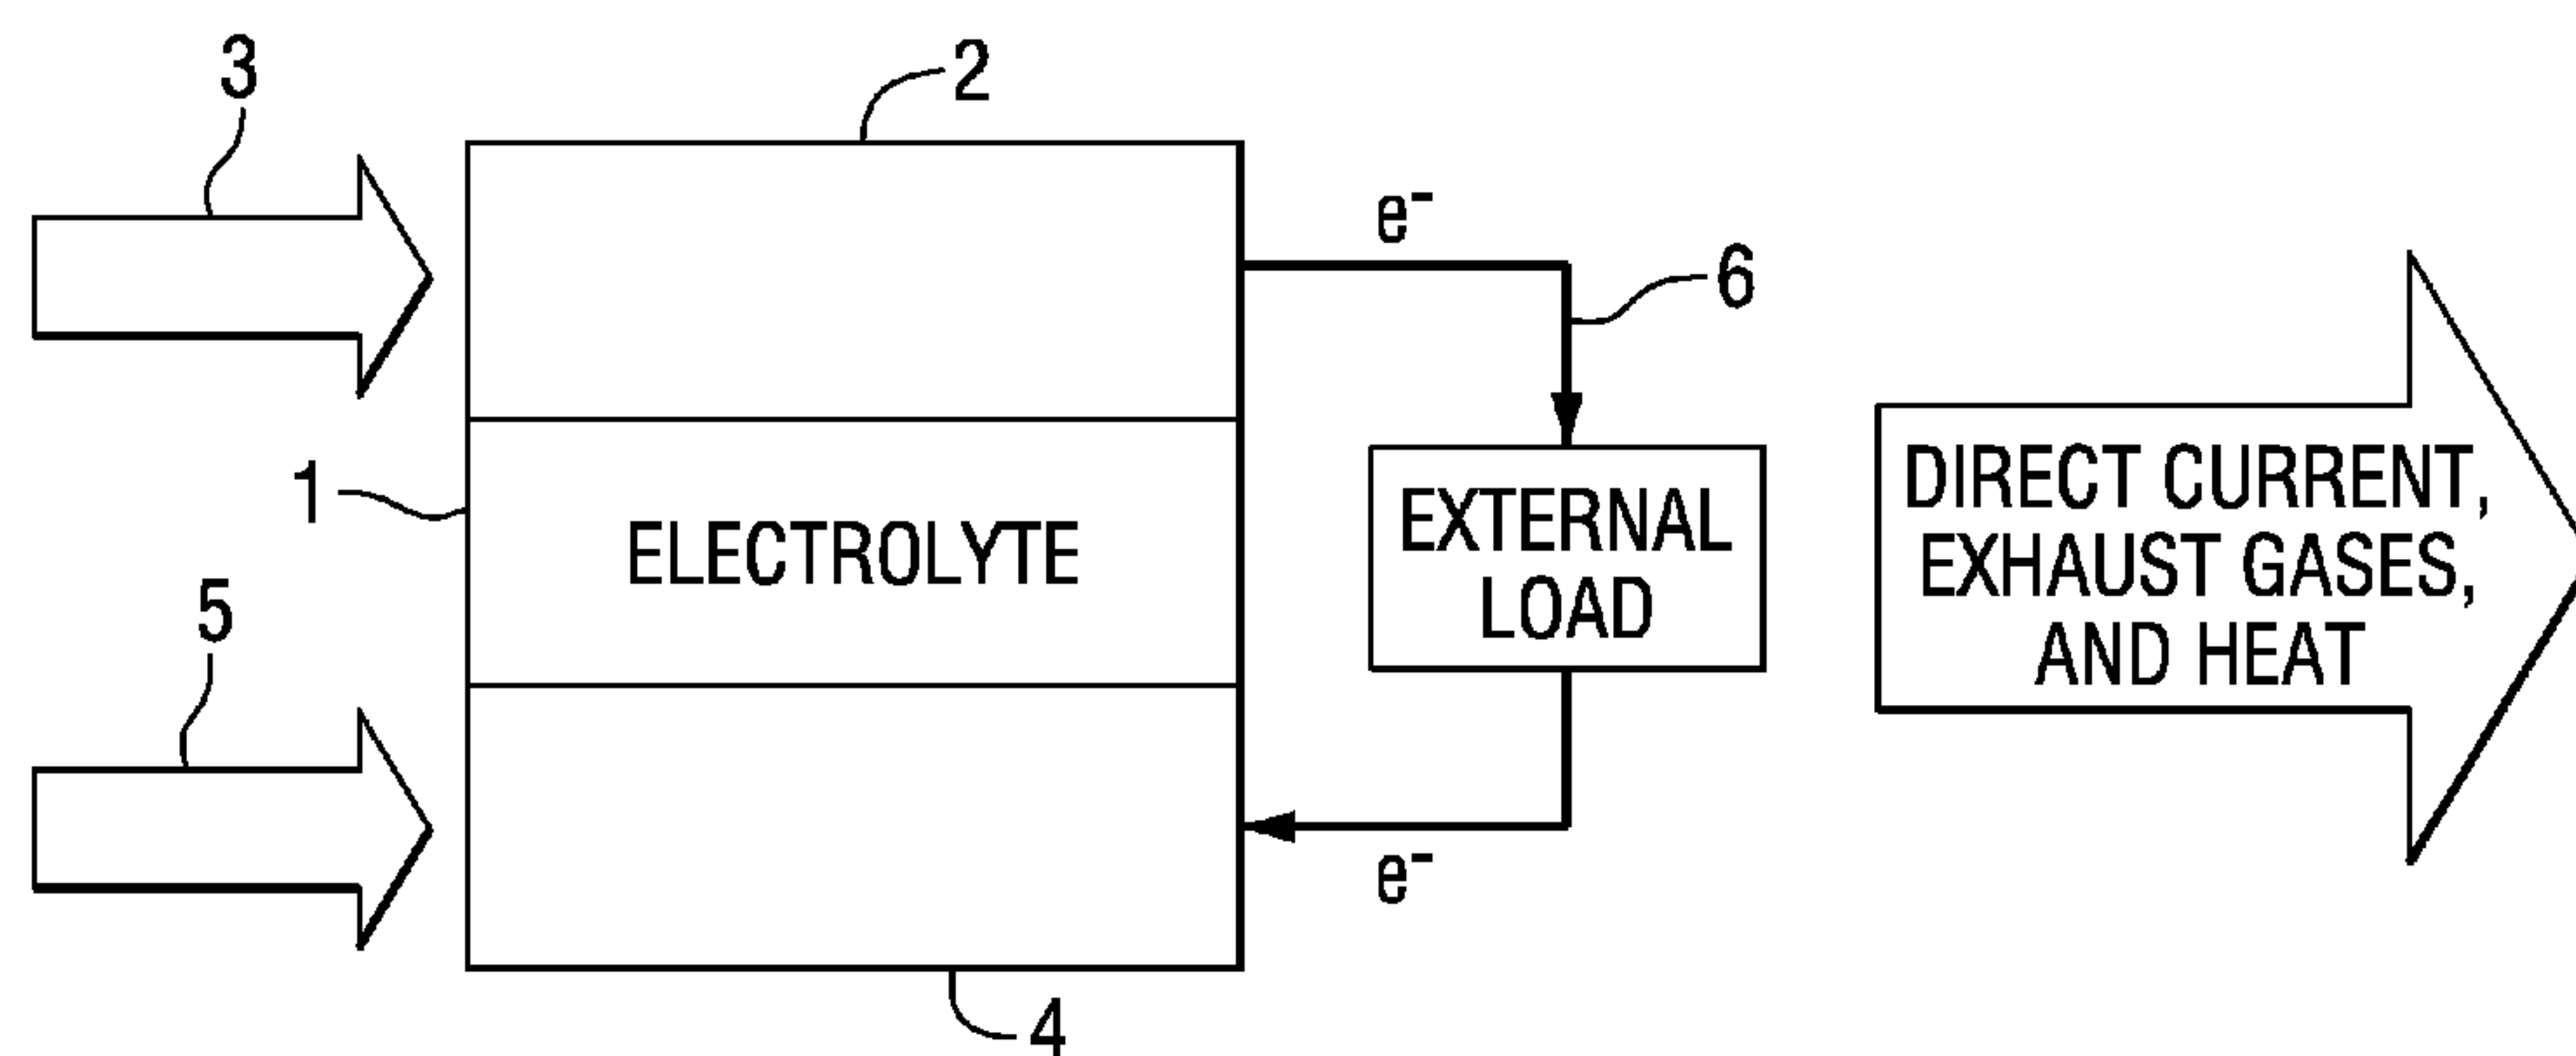 3
2
e-
6
1
ELECTROLYTE
EXTERNAL
LOAD
DIRECT CURRENT,
EXHAUST GASES,
AND HEAT
5
e-
4